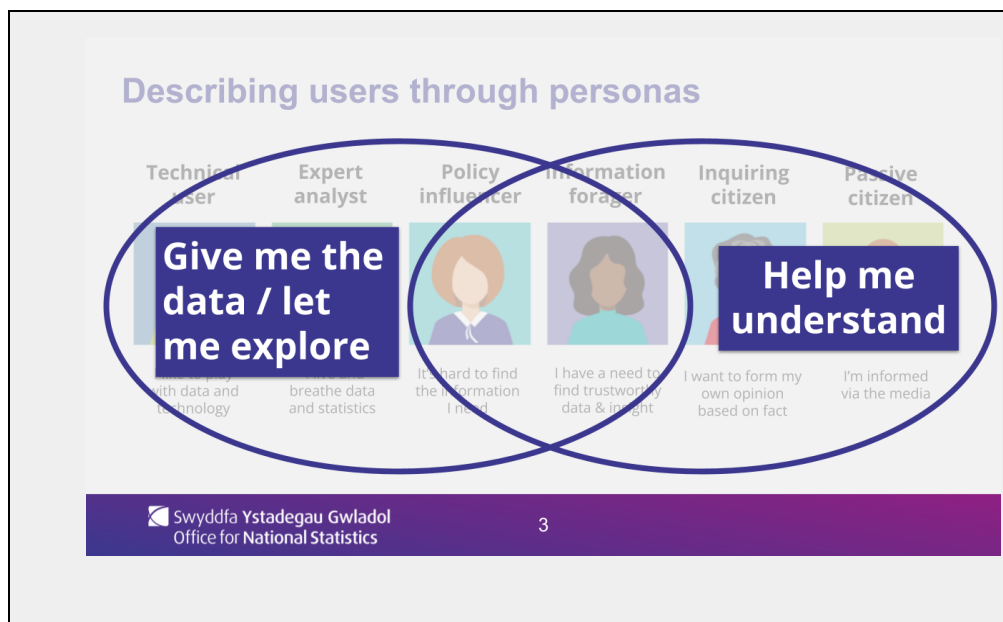 Describing users through personas
Technical
user
Expert
analyst
Policy
influencer
Information
forager
Inquiring
citizen
Passive
citizen
Give me the
data / let
me explore
Help me
understand
with data and
technology
breathe data
and statistics
It's hard to find
the information
I need
I have a need to
find trustworthy
data & insight
I want to form my
own opinion
based on fact
I'm informed
via the media
Swyddfa Ystadegau Gwladol
Office for National Statistics
3